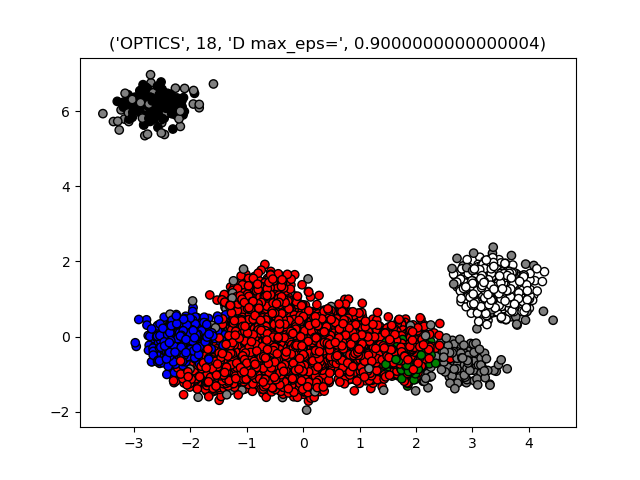 ('OPTICS', 18, 'D max_eps=', 0.9000000000000004)
6
4
2
0
−2
−3 −2 −1 0 1 2 3 4